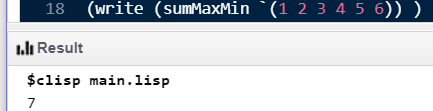 18 (write (sumMaxMin `(1 2 3 4 5 6)) )
Result
$clisp main.lisp
7